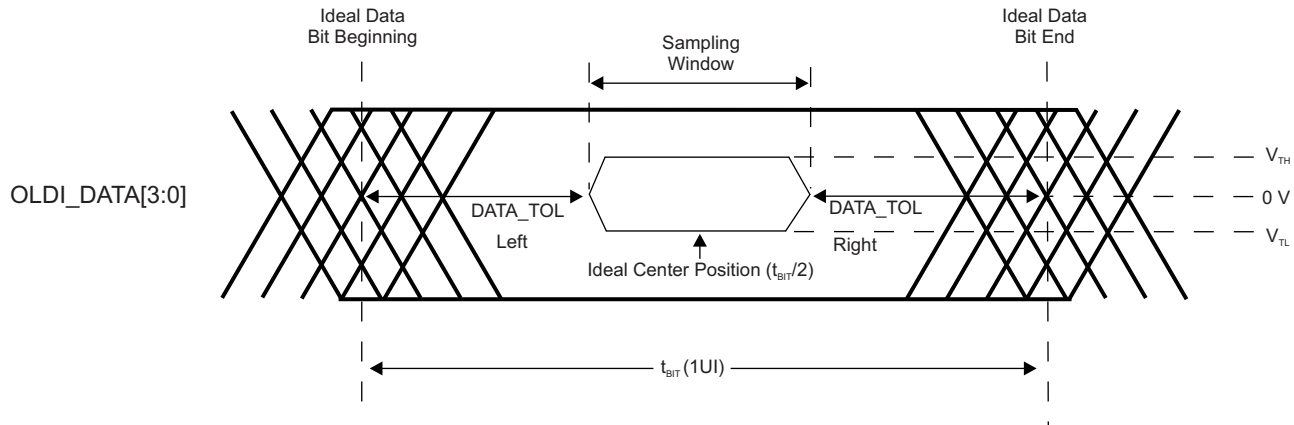 Ideal Data
Bit Beginning
Ideal Data
Bit End
Sampling
Window
V_TH
OLDI_DATA[3:0]
0 V
DATA_TOL
Left
DATA_TOL
Right
V_TL
Ideal Center Position (t_BIT/2)
t_BIT (1UI)